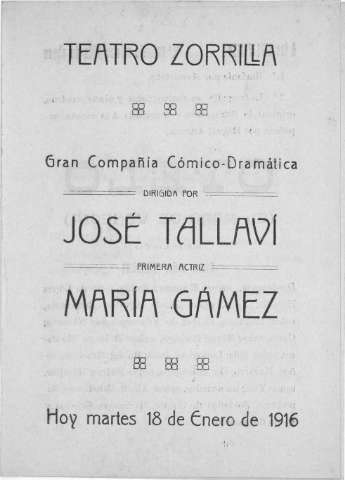 TEATRO ZORRILLA
Gran Compañía Cómico-Dramática
DIRIGIDA POR
JOSÉ TALLAVÍ
PRIMERA ACTRIZ
MARÍA GÁMEZ
Hoy martes 18 de Enero de 1916